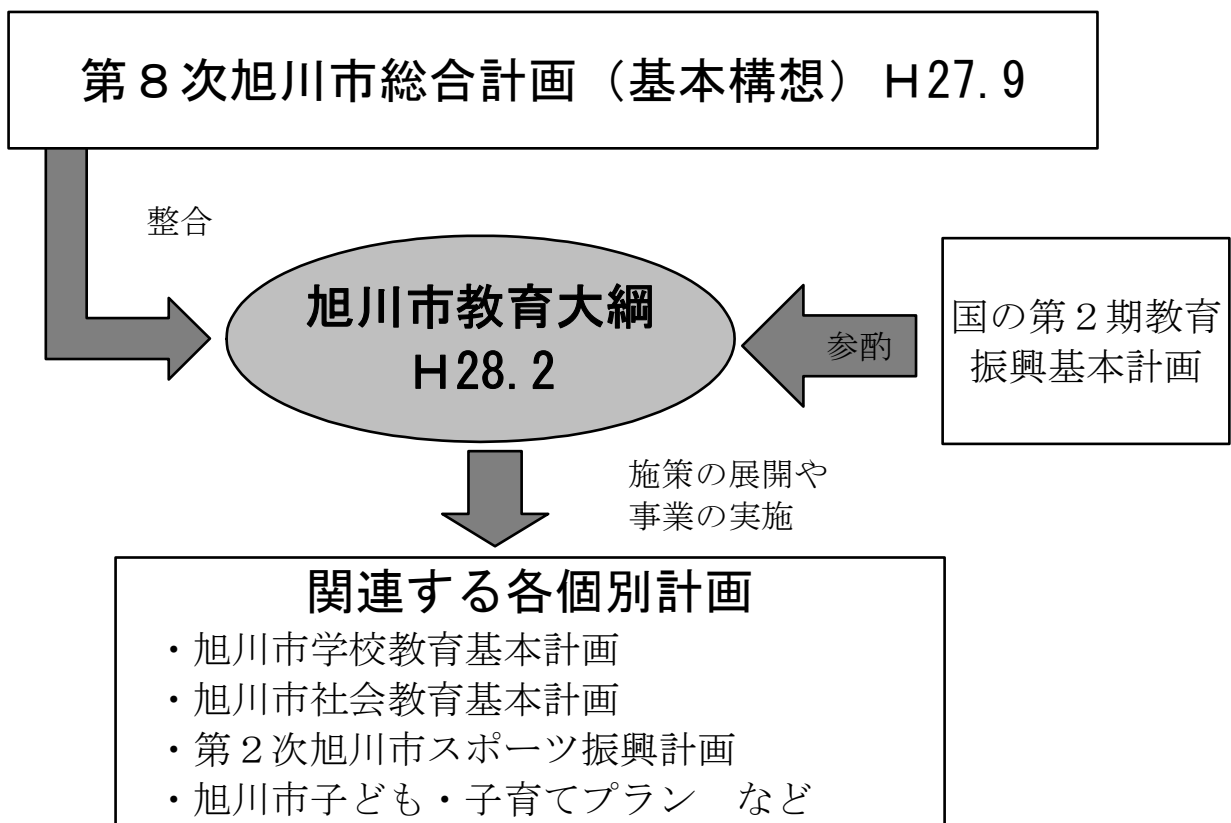 第８次旭川市総合計画（基本構想）Ｈ27.9
整合
旭川市教育大綱
Ｈ28.2
参酌
国の第２期教育
振興基本計画
施策の展開や
事業の実施
関連する各個別計画
・旭川市学校教育基本計画
・旭川市社会教育基本計画
・第２次旭川市スポーツ振興計画
・旭川市子ども・子育てプラン　など